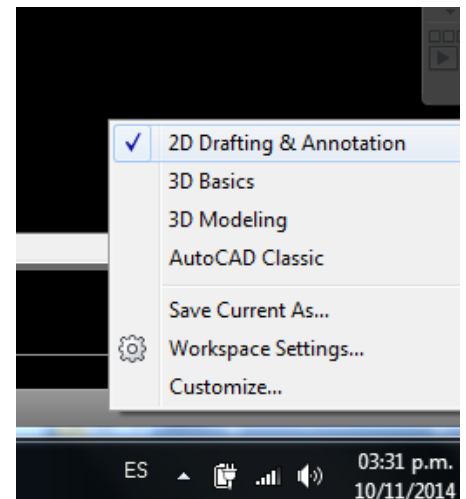 2D Drafting & Annotation
3D Basics
3D Modeling
AutoCAD Classic
Save Current As...
Workspace Settings...
Customize...
ES
03:31 p.m.
10/11/2014